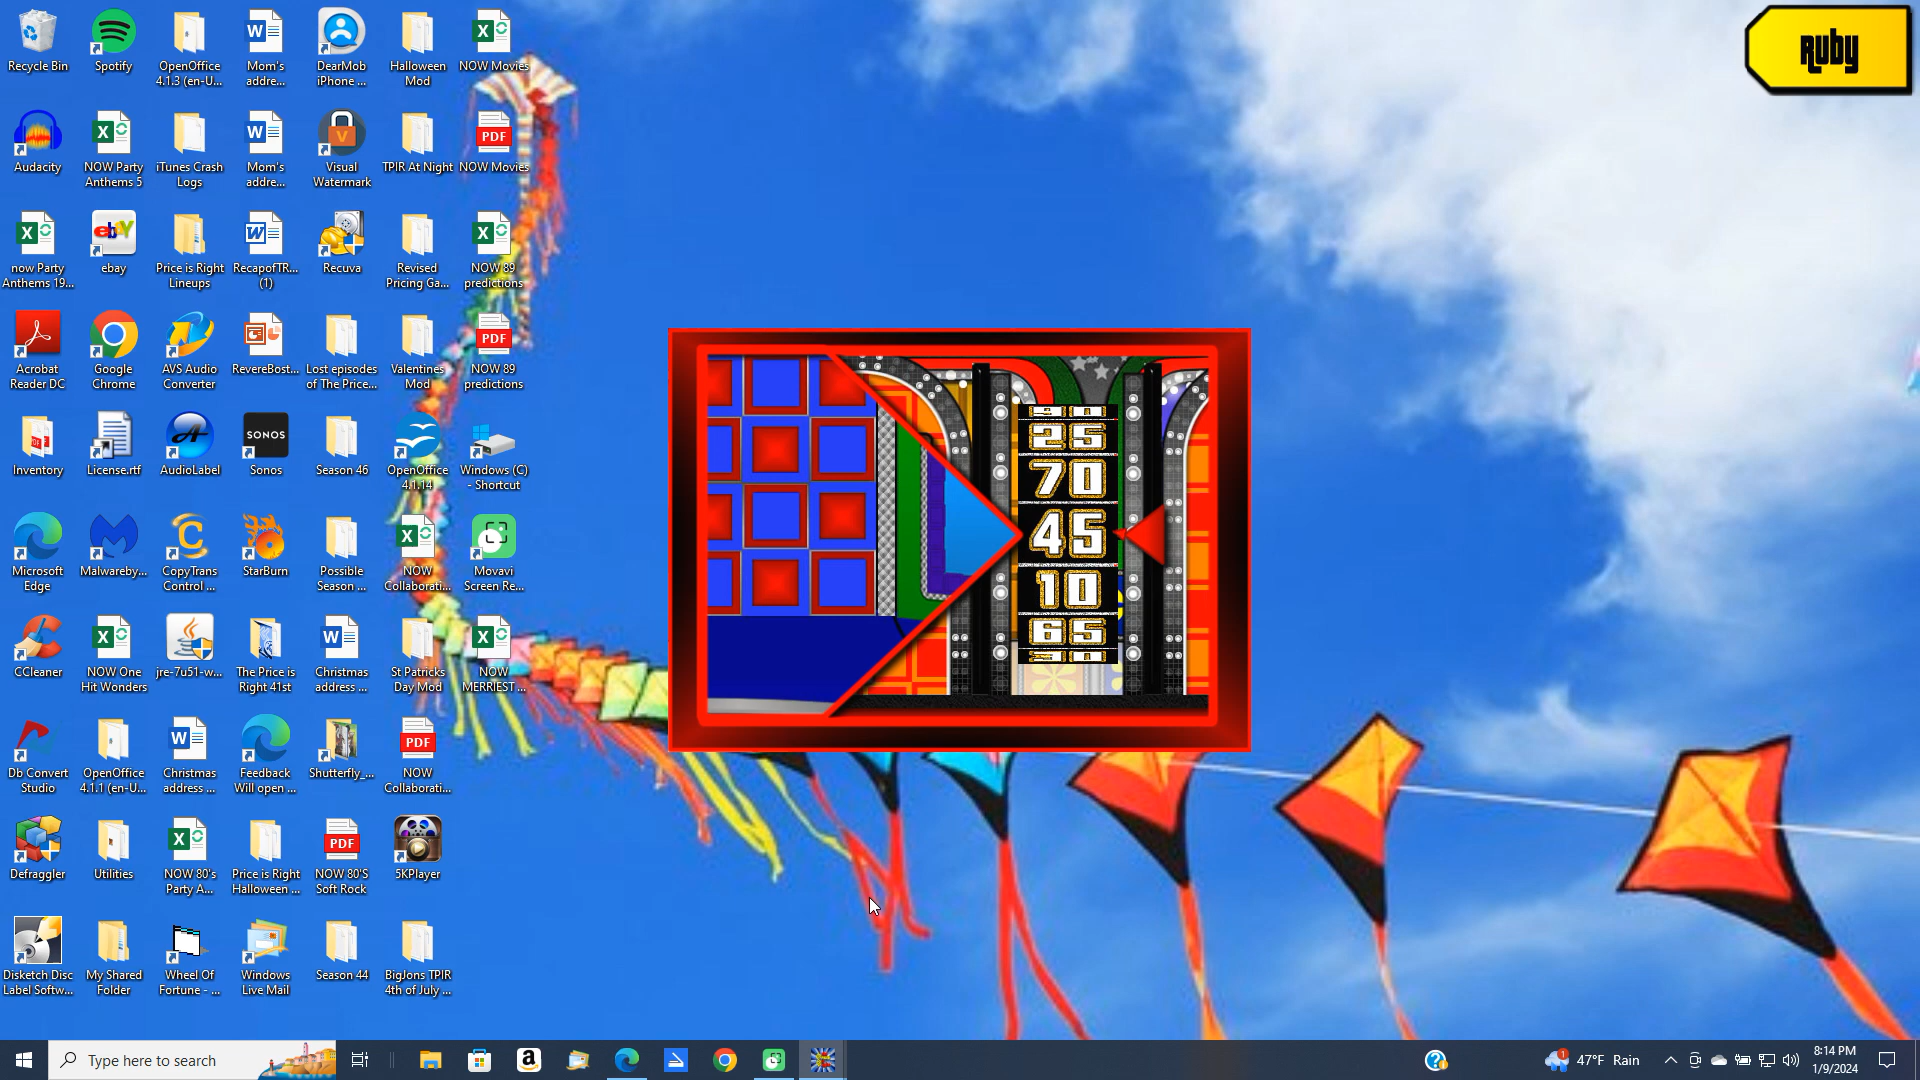 Recycle Bin
Spotify
OpenOffice
4.1.3 (en-U...
Mom's
addre...
DearMob
iPhone ...
Halloween
Mod
NOW Movies
Audacity
NOW Party
Anthems 5
iTunes Crash
Logs
Mom's
addre...
Visual
Watermark
TPIR At Night
PDF
NOW Movies
now Party
Anthems 19...
ebay
Price is Right
Lineups
RecapofTR...
(1)
Recuva
Revised
Pricing Ga...
NOW 89
predictions
Acrobat
Reader DC
Google
Chrome
AVS Audio
Converter
RevereBost...
Lost episodes
of The Price...
Valentines
Mod
PDF
NOW 89
predictions
Inventory
License.rtf
AudioLabel
SONOS
Sonos
Season 46
OpenOffice
4.1.14
Windows (C)
- Shortcut
Microsoft
Edge
Malwareby...
CopyTrans
Control ...
StarBurn
Possible
Season ...
NOW
Collaborati...
Movavi
Screen Re...
CCleaner
NOW One
Hit Wonders
jre-7u51-w...
The Price is
Right 41st
Christmas
address ...
St Patricks
Day Mod
NOW
MERRIEST ...
Db Convert
Studio
OpenOffice
4.1.1 (en-U...
Christmas
address ...
Feedback
Will open ...
Shutterfly_...
PDF
NOW
Collaborati...
Defraggler
Utilities
NOW 80's
Party A...
Price is Right
Halloween ...
PDF
NOW 80'S
Soft Rock
5KPlayer
Disketch Disc
Label Softw...
My Shared
Folder
Wheel Of
Fortune - ...
Windows
Live Mail
Season 44
BigJons TPIR
4th of July ...
25
70
45
10
65
Ruby
Type here to search
47°F Rain
8:14 PM
1/9/2024